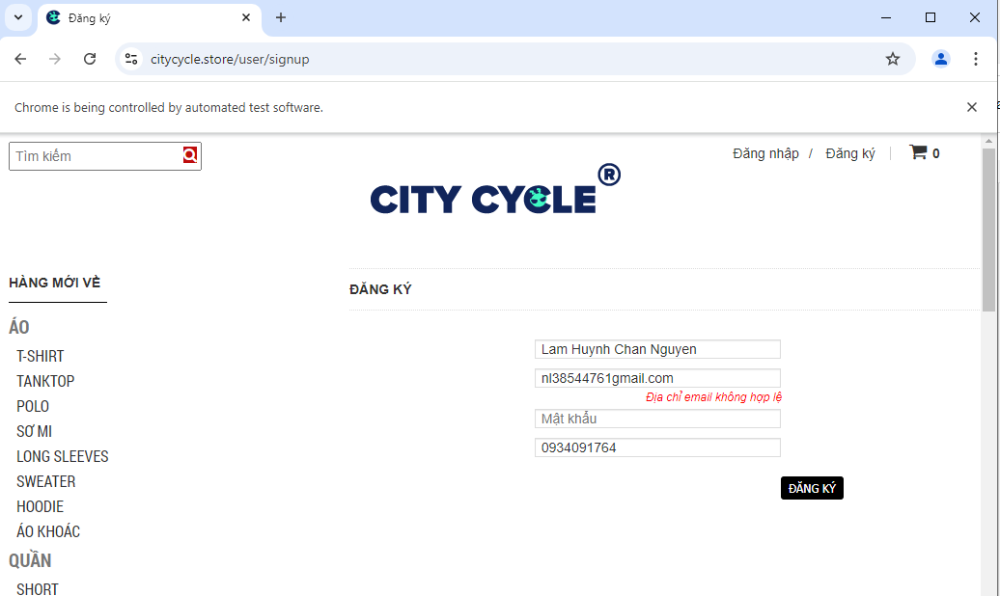 Đăng ký
citycycle.store/user/signup
Chrome is being controlled by automated test software.
Tìm kiếm
Đăng nhập / Đăng ký 0
CITY CYCLE ®
HÀNG MỚI VỀ
ÁO
T-SHIRT
TANKTOP
POLO
SƠ MI
LONG SLEEVES
SWEATER
HOODIE
ÁO KHOÁC
QUẦN
SHORT
ĐĂNG KÝ
Lam Huynh Chan Nguyen
nl38544761gmail.com
Địa chỉ email không hợp lệ
Mật khẩu
0934091764
ĐĂNG KÝ